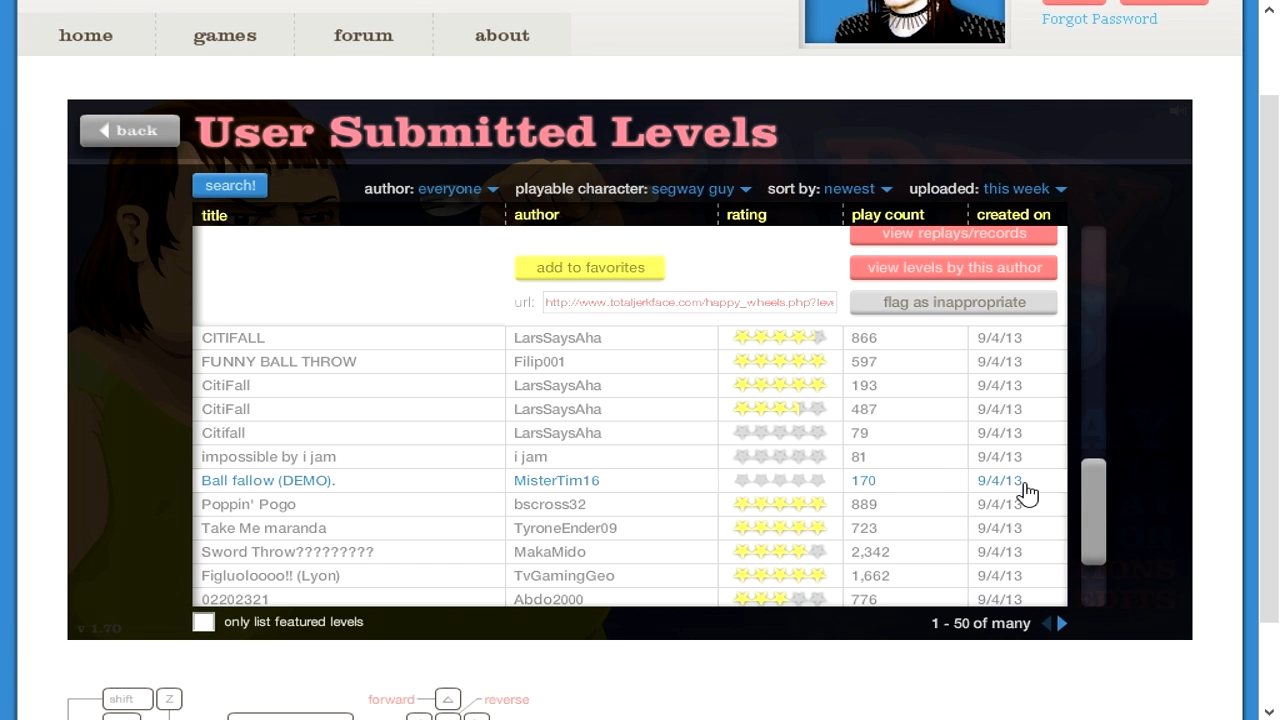 Forgot Password
home games forum about
back User Submitted Levels
search! author: everyone playable character: segway guy sort by: newest uploaded: this week
title author rating play count created on
view replays/records
add to favorites view levels by this author
url: http://www.totaljerkface.com/happy_wheels.php?leve flag as inappropriate
CITIFALL LarsSaysAha 866 9/4/13
FUNNY BALL THROW Filip001 597 9/4/13
CitiFall LarsSaysAha 193 9/4/13
CitiFall LarsSaysAha 487 9/4/13
Citifall LarsSaysAha 79 9/4/13
impossible by i jam i jam 81 9/4/13
Ball fallow (DEMO). MisterTim16 170 9/4/13
Poppin' Pogo bscross32 889 9/4/13
Take Me maranda TyroneEnder09 723 9/4/13
Sword Throw????????? MakaMido 2,342 9/4/13
Figluoloooo!! (Lyon) TvGamingGeo 1,662 9/4/13
02202321 Abdo2000 776 9/4/13
v 1.70 only list featured levels 1 - 50 of many
shift Z forward reverse